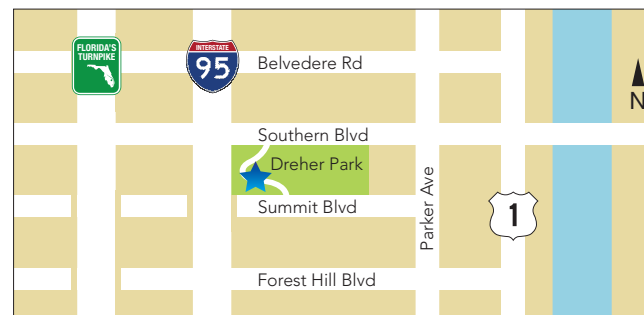 FLORIDA'S
TURNPIKE
INTERSTATE
95
Belvedere Rd
N
Southern Blvd
Dreher Park
Summit Blvd
Parker Ave
1
Forest Hill Blvd